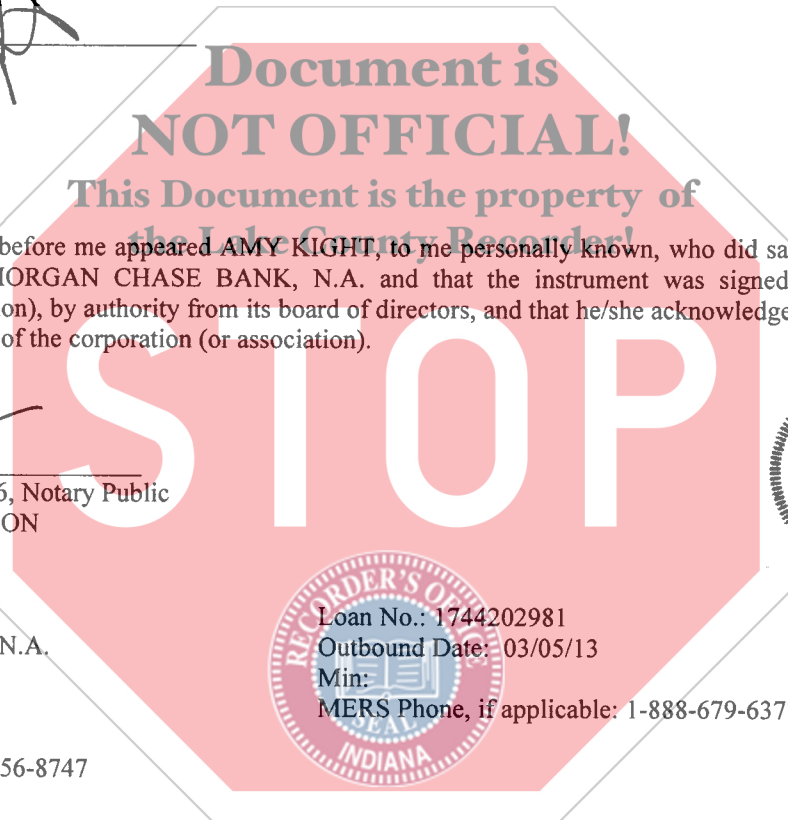 Document is
NOT OFFICIAL!
This Document is the property of
the Lake County Recorder!
before me appeared AMY KIGHT, to me personally known, who did sa
ORGAN CHASE BANK, N.A. and that the instrument was signed
on), by authority from its board of directors, and that he/she acknowledge
of the corporation (or association).
STOP
6, Notary Public
ON
RECORDER'S OFFICE
Loan No.: 1744202981
N.A.
Outbound Date: 03/05/13
Min:
MERS Phone, if applicable: 1-888-679-637
SEAL
INDIANA
56-8747